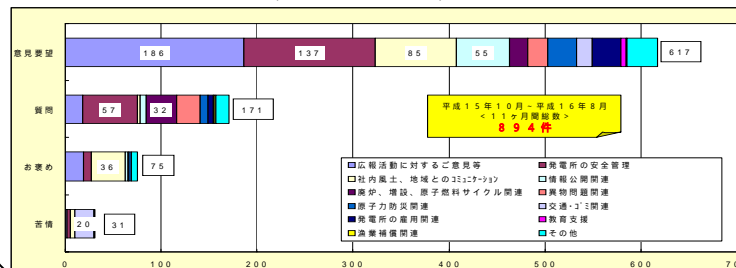 意見要望
186
137
85
55
617
質問
57
32
171
平成15年10月~平成16年8月
<11ヶ月間総数>
894件
お褒め
36
75
広報活動に対するご意見等
発電所の安全管理
社内風土、地域とのコミュニケーション
情報公開関連
廃炉、増設、原子燃料サイクル関連
異物問題関連
原子力防災関連
交通・ゴミ関連
発電所の雇用関連
教育支援
漁業補償関連
その他
苦情
20
31
0
100
200
300
400
500
600